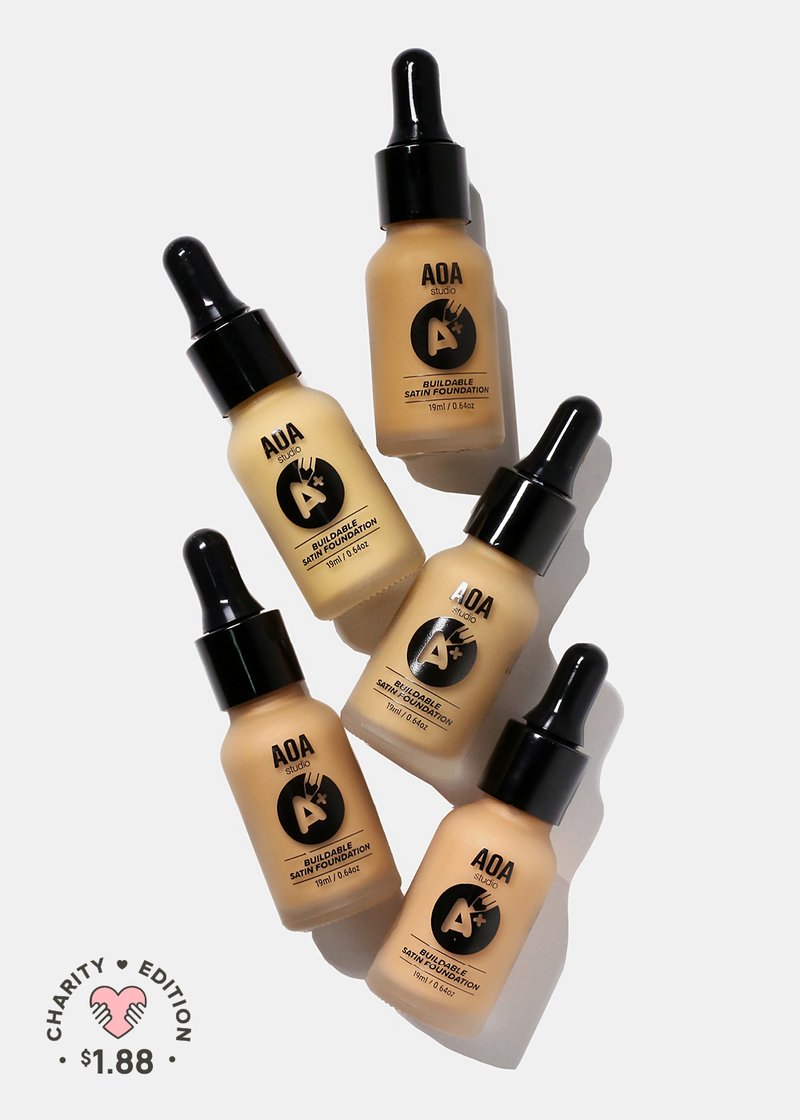 AOA
studio
A+
BUILDABLE
SATIN FOUNDATION
19ml / 0.64oz
AOA
studio
A+
BUILDABLE
SATIN FOUNDATION
19ml / 0.64oz
AOA
studio
A+
BUILDABLE
SATIN FOUNDATION
19ml / 0.64oz
AOA
studio
A+
BUILDABLE
SATIN FOUNDATION
19ml / 0.64oz
AOA
studio
A+
BUILDABLE
SATIN FOUNDATION
19ml / 0.64oz
CHARITY ♥ EDITION
• $1.88 •